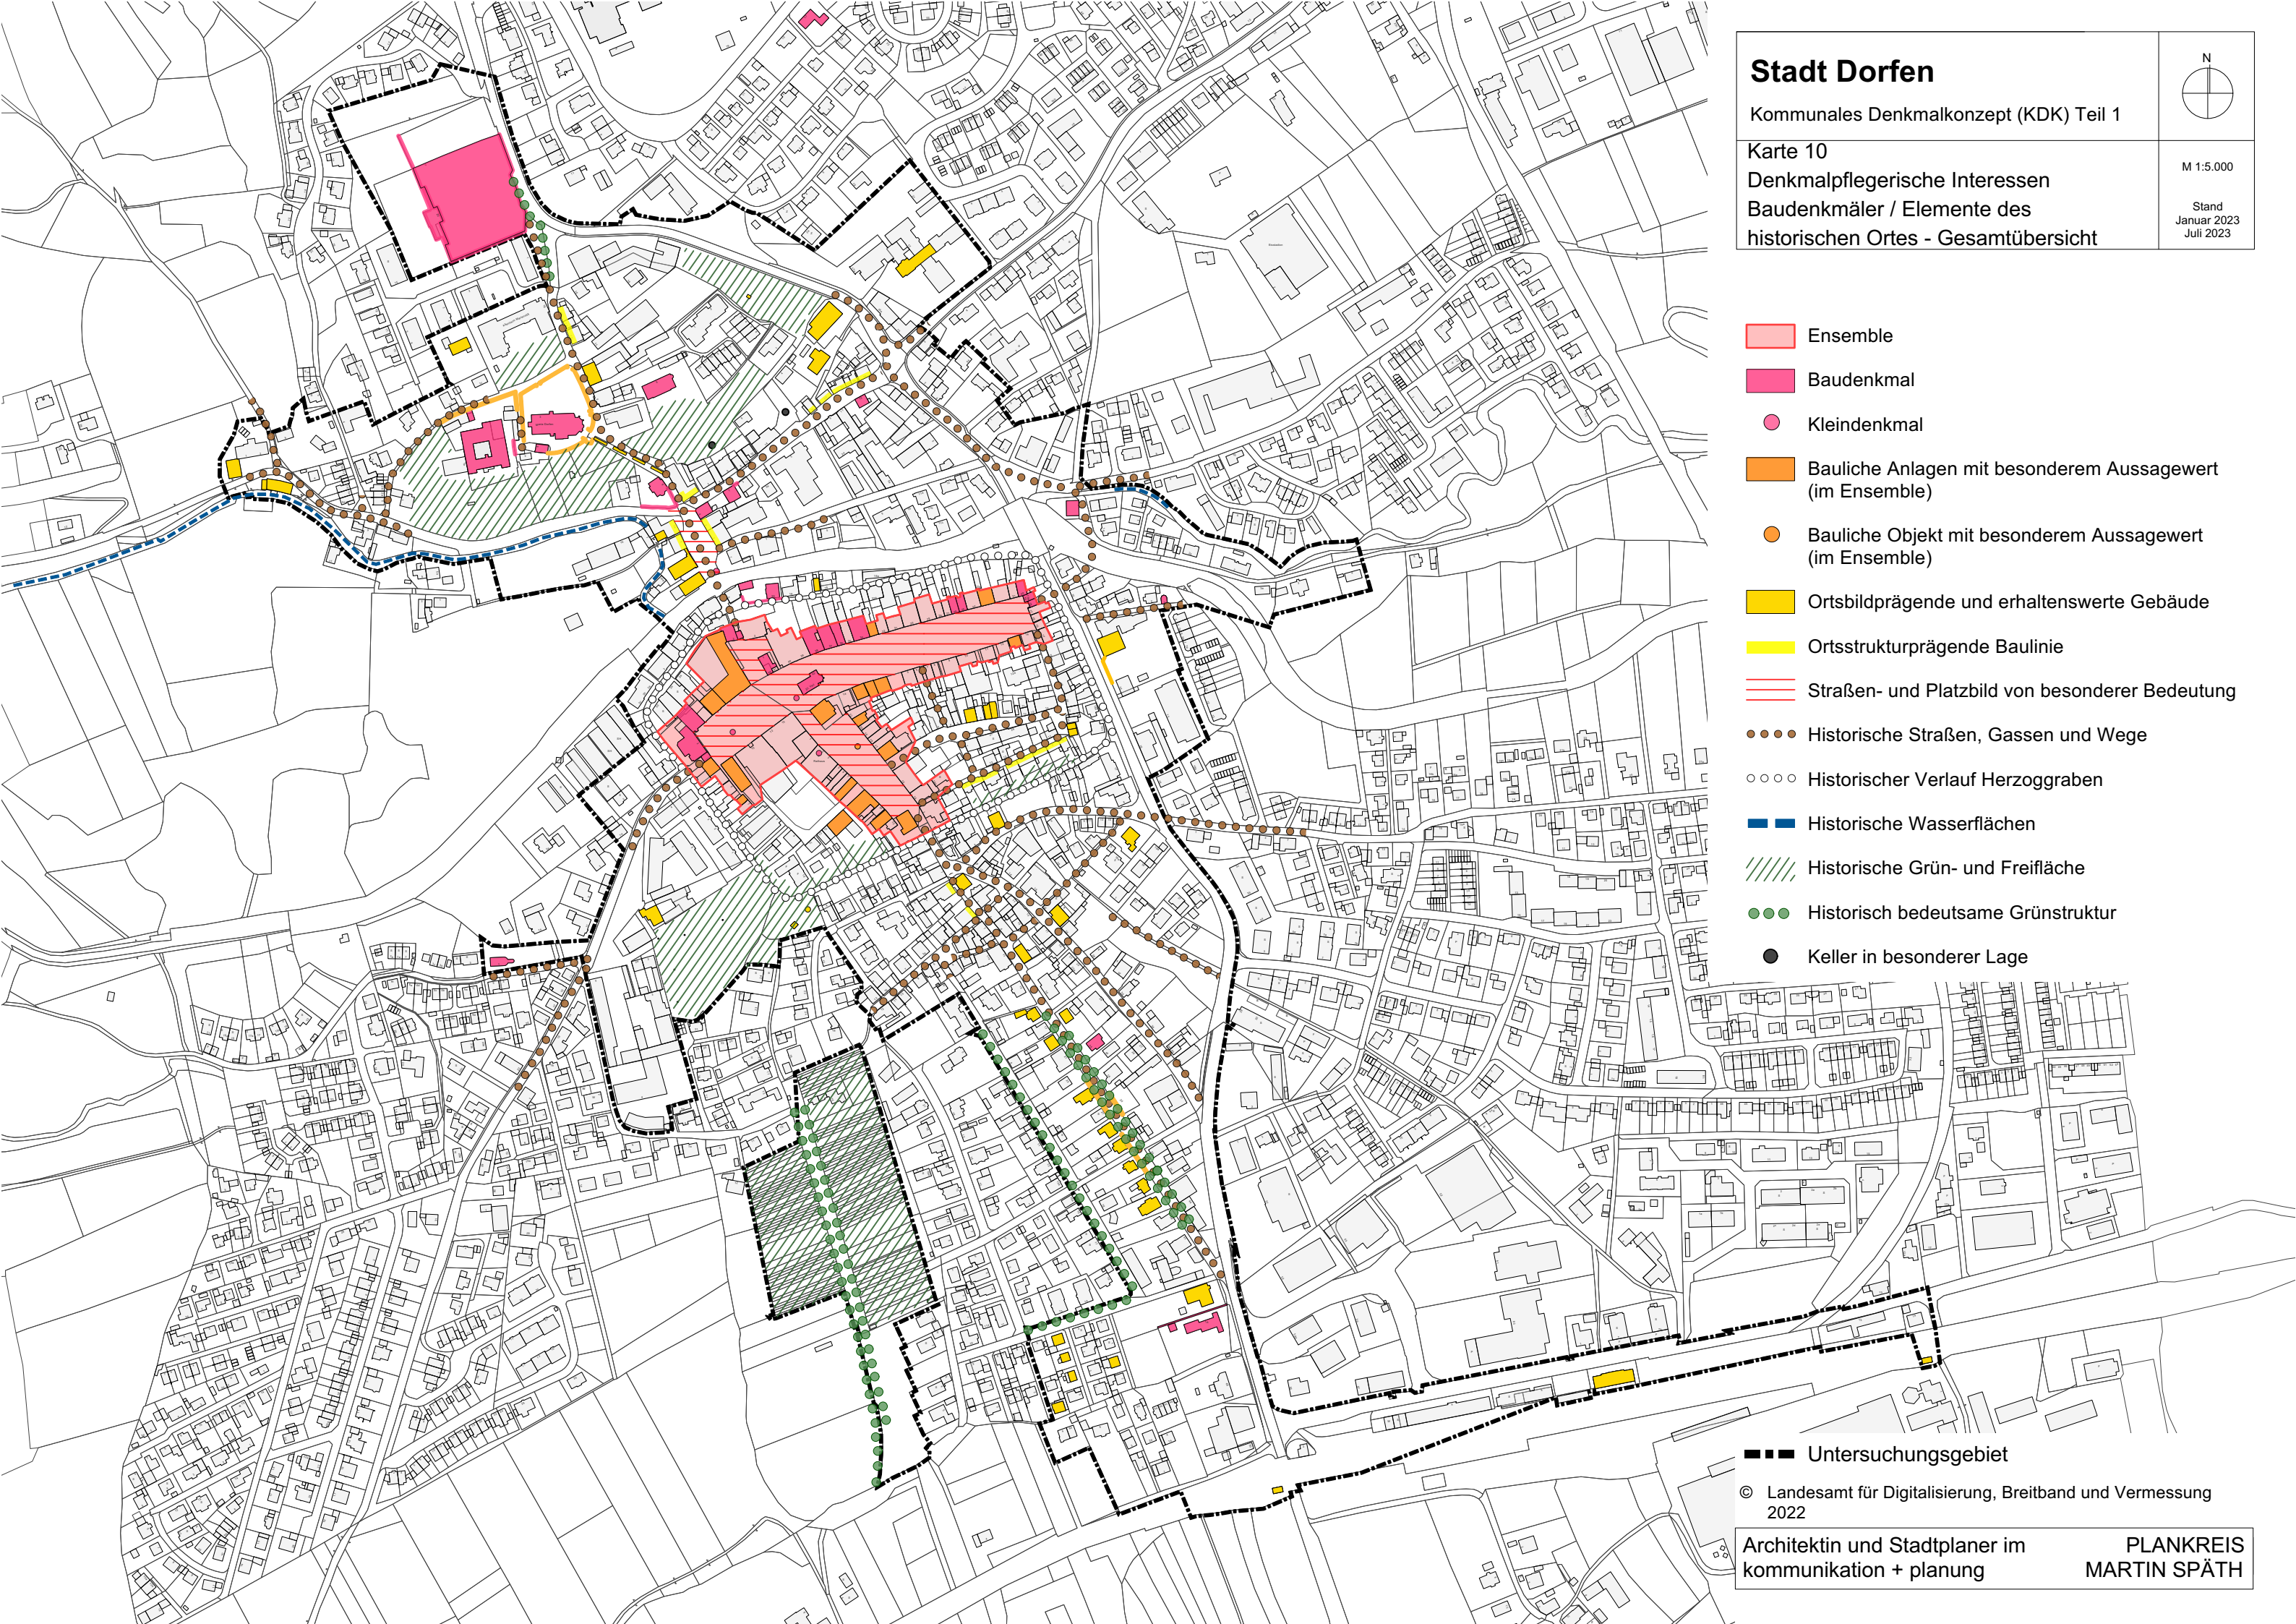 Stadt Dorfen
Kommunales Denkmalkonzept (KDK) Teil 1
N
Karte 10
Denkmalpflegerische Interessen
Baudenkmäler / Elemente des
historischen Ortes - Gesamtübersicht
M 1:5.000
Stand
Januar 2023
Juli 2023
Ensemble
Baudenkmal
Kleindenkmal
Bauliche Anlagen mit besonderem Aussagewert
(im Ensemble)
Bauliche Objekt mit besonderem Aussagewert
(im Ensemble)
Ortsbildprägende und erhaltenswerte Gebäude
Ortsstrukturprägende Baulinie
Straßen- und Platzbild von besonderer Bedeutung
Historische Straßen, Gassen und Wege
Historischer Verlauf Herzoggraben
Historische Wasserflächen
Historische Grün- und Freifläche
Historisch bedeutsame Grünstruktur
Keller in besonderer Lage
Untersuchungsgebiet
© Landesamt für Digitalisierung, Breitband und Vermessung
2022
Architektin und Stadtplaner im PLANKREIS
kommunikation + planung MARTIN SPÄTH